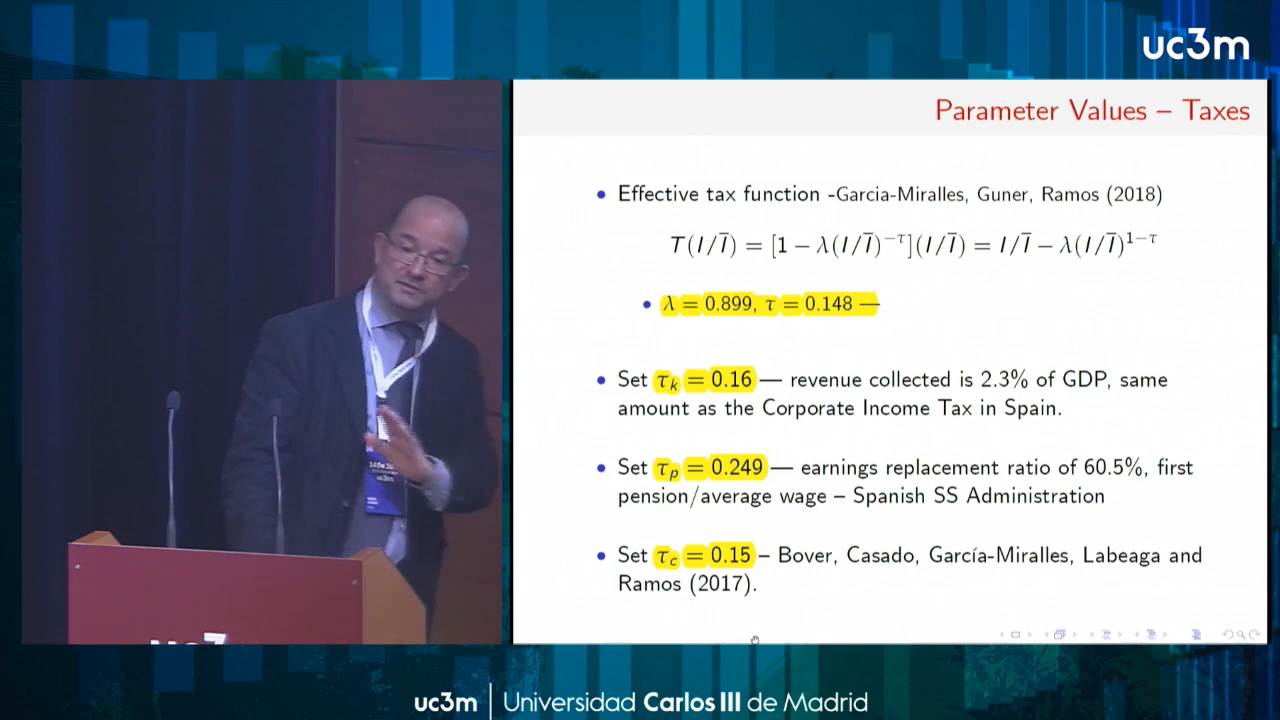 uc3m
Parameter Values – Taxes
• Effective tax function -Garcia-Miralles, Guner, Ramos (2018)
T(I/Ī) = [1 − λ(I/Ī)^−τ](I/Ī) = I/Ī − λ(I/Ī)^1−τ
• λ = 0.899, τ = 0.148 —
• Set τ_k = 0.16 — revenue collected is 2.3% of GDP, same
amount as the Corporate Income Tax in Spain.
• Set τ_p = 0.249 — earnings replacement ratio of 60.5%, first
pension/average wage – Spanish SS Administration
• Set τ_c = 0.15 – Bover, Casado, García-Miralles, Labeaga and
Ramos (2017).
uc3m
uc3m
uc3m | Universidad Carlos III de Madrid